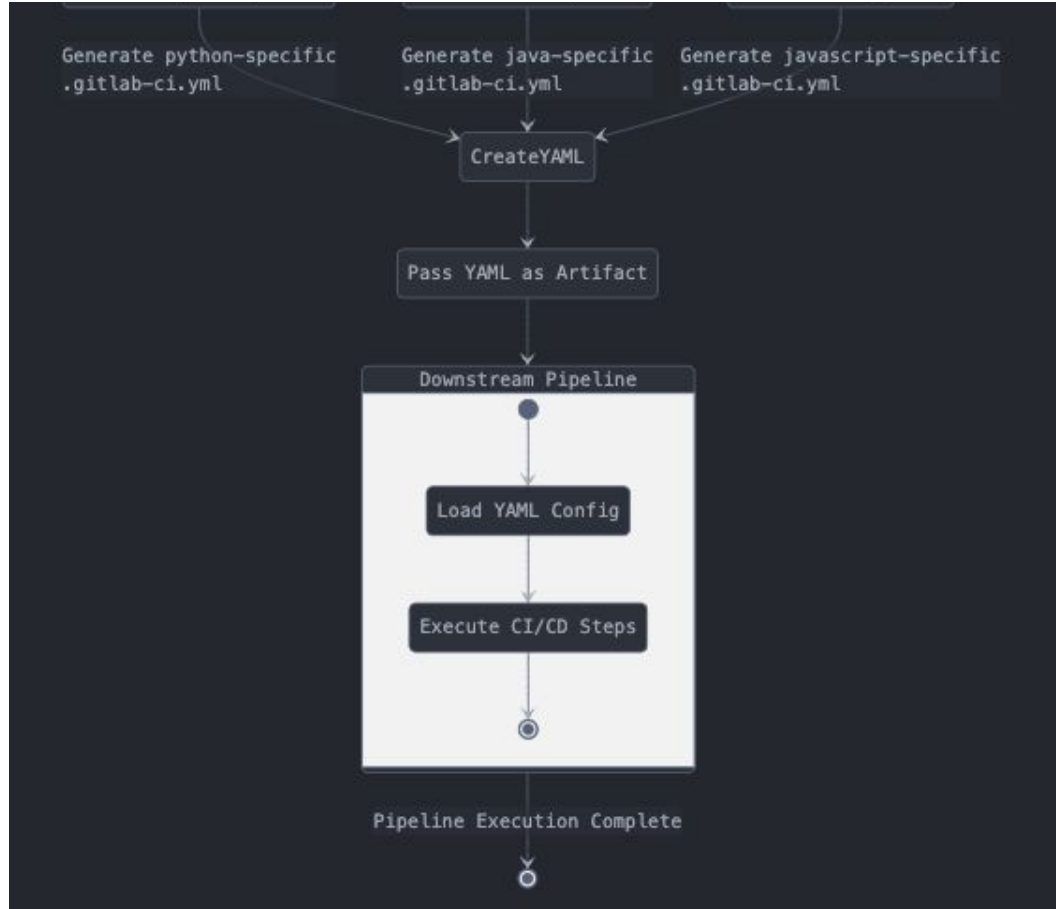 Generate python-specific
.gitlab-ci.yml
Generate java-specific
.gitlab-ci.yml
Generate javascript-specific
.gitlab-ci.yml
CreateYAML
Pass YAML as Artifact
Downstream Pipeline
Load YAML Config
Execute CI/CD Steps
Pipeline Execution Complete